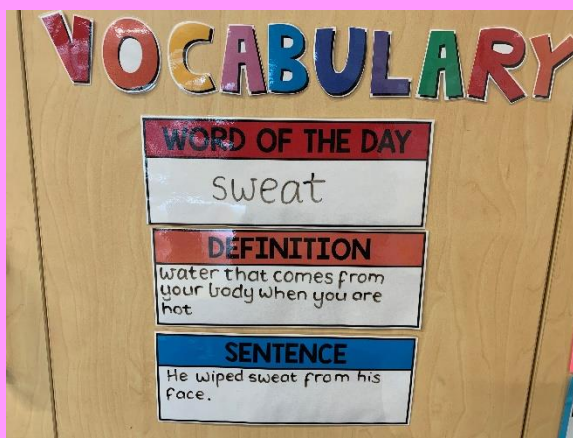 VOCABULARY
WORD OF THE DAY
sweat
DEFINITION
water that comes from
your body when you are
hot
SENTENCE
He wiped sweat from his
face.